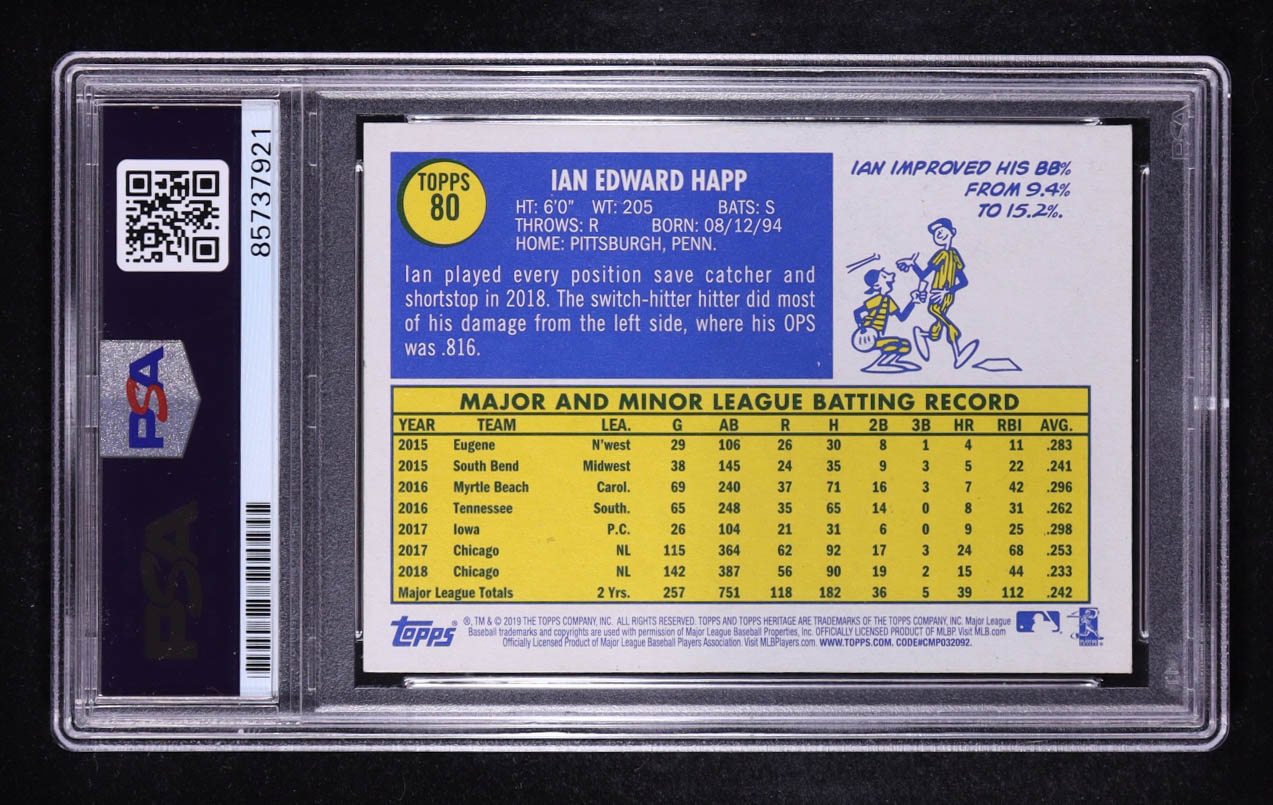 85737921
PSA
PSA
TOPPS
80
IAN EDWARD HAPP
HT: 6'0" WT: 205 BATS: S
THROWS: R BORN: 08/12/94
HOME: PITTSBURGH, PENN.
Ian played every position save catcher and
shortstop in 2018. The switch-hitter hitter did most
of his damage from the left side, where his OPS
was .816.
IAN IMPROVED HIS BB%
FROM 9.4%
TO 15.2%.
MAJOR AND MINOR LEAGUE BATTING RECORD
YEAR TEAM LEA. G AB R H 2B 3B HR RBI AVG.
2015 Eugene N'west 29 106 26 30 8 1 4 11 .283
2015 South Bend Midwest 38 145 24 35 9 3 5 22 .241
2016 Myrtle Beach Carol. 69 240 37 71 16 3 7 42 .296
2016 Tennessee South. 65 248 35 65 14 0 8 31 .262
2017 Iowa P.C. 26 104 21 31 6 0 9 25 .298
2017 Chicago NL 115 364 62 92 17 3 24 68 .253
2018 Chicago NL 142 387 56 90 19 2 15 44 .233
Major League Totals 2 Yrs. 257 751 118 182 36 5 39 112 .242
Topps®
®, TM & © 2019 THE TOPPS COMPANY, INC. ALL RIGHTS RESERVED. TOPPS AND TOPPS HERITAGE ARE TRADEMARKS OF THE TOPPS COMPANY, INC. Major League
Baseball trademarks and copyrights are used with permission of Major League Baseball Properties, Inc. OFFICIALLY LICENSED PRODUCT OF MLBP. Visit MLB.com
Officially Licensed Product of Major League Baseball Players Association. Visit MLBPlayers.com. WWW.TOPPS.COM. CODE#CMP032092.
PSA